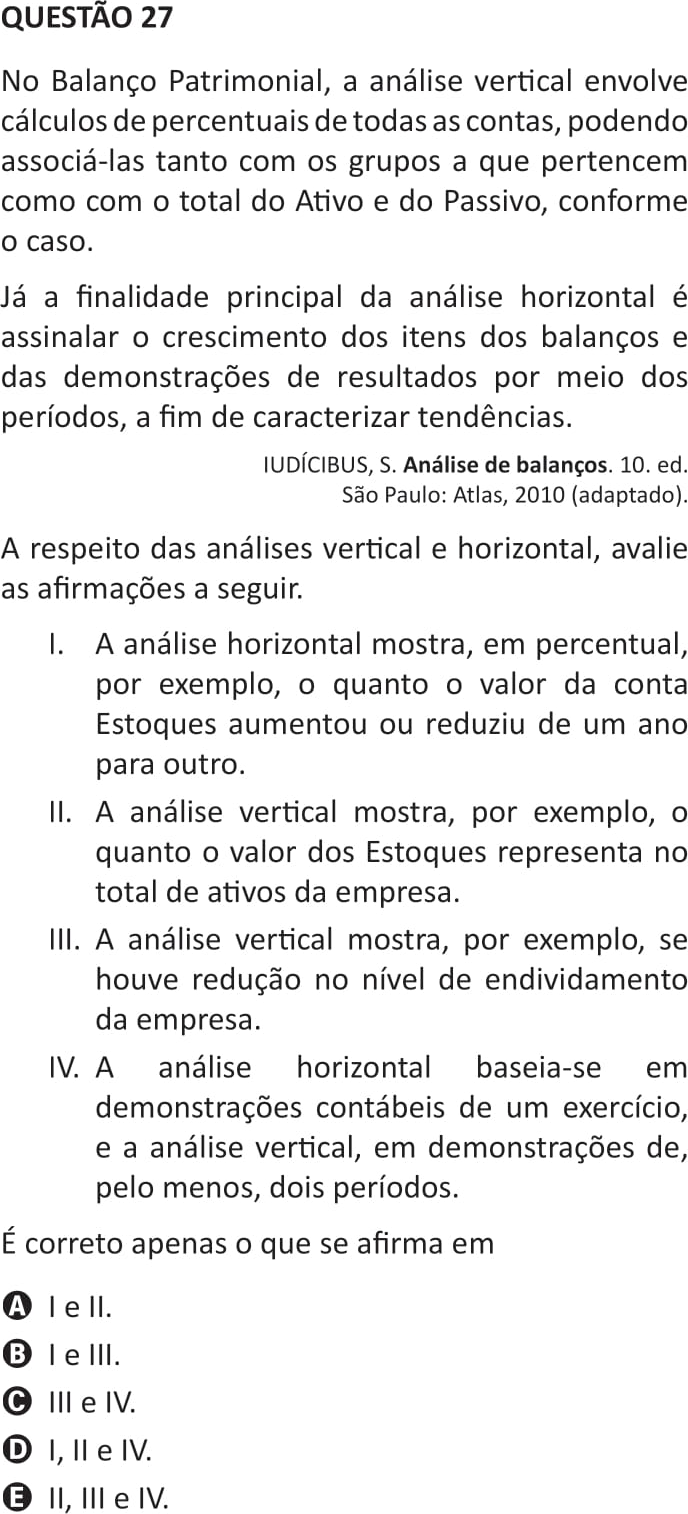 QUESTÃO 27
No Balanço Patrimonial, a análise vertical envolve
cálculos de percentuais de todas as contas, podendo
associá-las tanto com os grupos a que pertencem
como com o total do Ativo e do Passivo, conforme
o caso.
Já a finalidade principal da análise horizontal é
assinalar o crescimento dos itens dos balanços e
das demonstrações de resultados por meio dos
períodos, a fim de caracterizar tendências.
IUDÍCIBUS, S. Análise de balanços. 10. ed.
São Paulo: Atlas, 2010 (adaptado).
A respeito das análises vertical e horizontal, avalie
as afirmações a seguir.
I. A análise horizontal mostra, em percentual,
por exemplo, o quanto o valor da conta
Estoques aumentou ou reduziu de um ano
para outro.
II. A análise vertical mostra, por exemplo, o
quanto o valor dos Estoques representa no
total de ativos da empresa.
III. A análise vertical mostra, por exemplo, se
houve redução no nível de endividamento
da empresa.
IV. A análise horizontal baseia-se em
demonstrações contábeis de um exercício,
e a análise vertical, em demonstrações de,
pelo menos, dois períodos.
É correto apenas o que se afirma em
A I e II.
B I e III.
C III e IV.
D I, II e IV.
E II, III e IV.